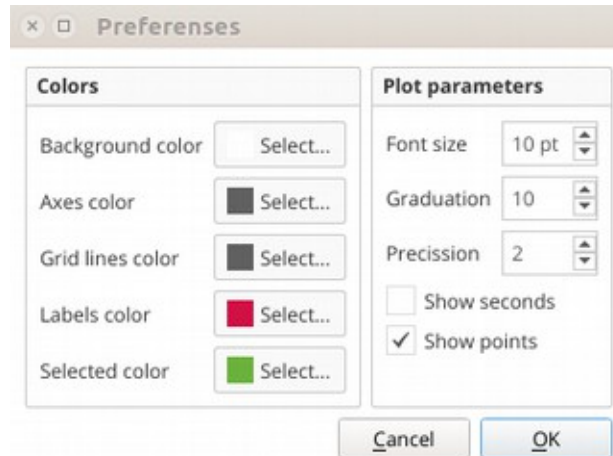 Preferenses
Colors
Background color Select...
Axes color Select...
Grid lines color Select...
Labels color Select...
Selected color Select...
Plot parameters
Font size 10 pt
Graduation 10
Precission 2
Show seconds
Show points
Cancel OK